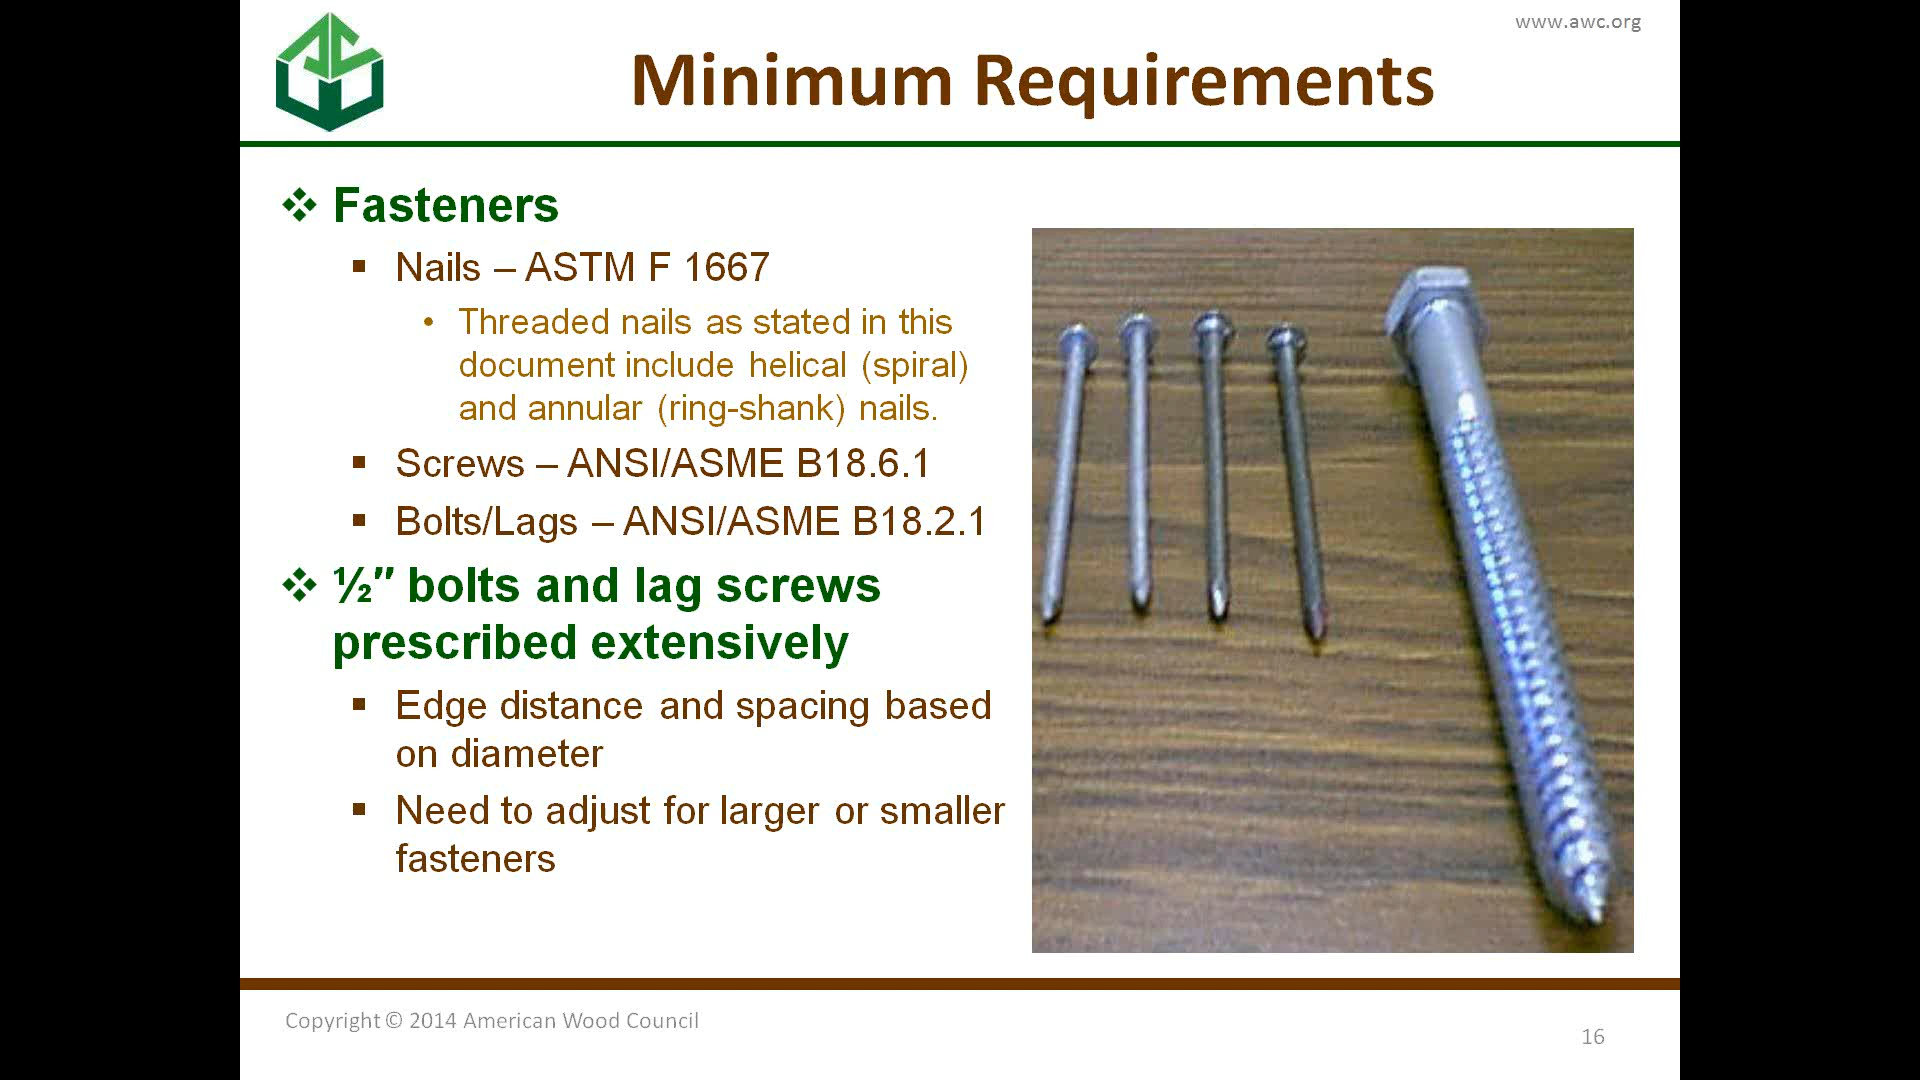 www.awc.org
Minimum Requirements
❖ Fasteners
▪ Nails – ASTM F 1667
• Threaded nails as stated in this
document include helical (spiral)
and annular (ring-shank) nails.
▪ Screws – ANSI/ASME B18.6.1
▪ Bolts/Lags – ANSI/ASME B18.2.1
❖ ½″ bolts and lag screws
prescribed extensively
▪ Edge distance and spacing based
on diameter
▪ Need to adjust for larger or smaller
fasteners
Copyright © 2014 American Wood Council
16